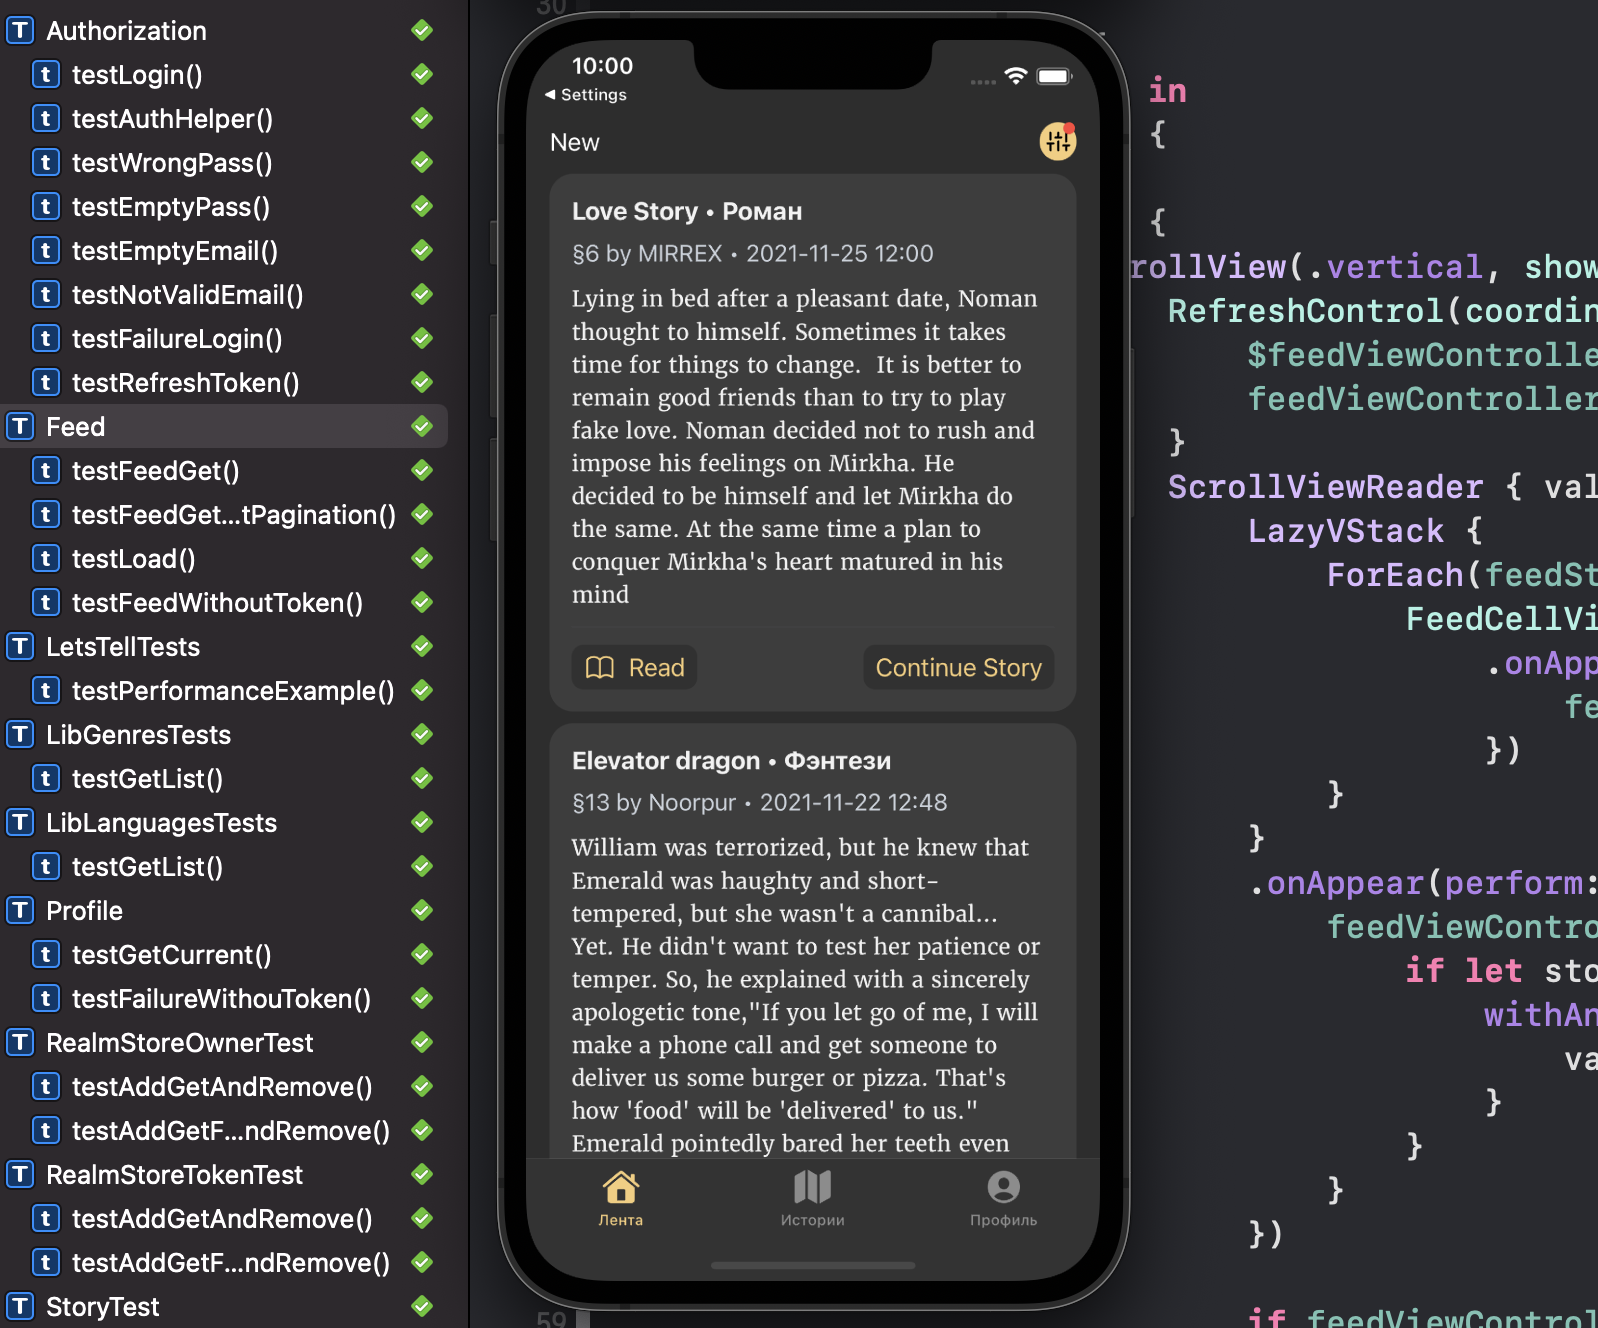 T Authorization
t testLogin()
t testAuthHelper()
t testWrongPass()
t testEmptyPass()
t testEmptyEmail()
t testNotValidEmail()
t testFailureLogin()
t testRefreshToken()
T Feed
t testFeedGet()
t testFeedGet...tPagination()
t testLoad()
t testFeedWithoutToken()
T LetsTellTests
t testPerformanceExample()
T LibGenresTests
t testGetList()
T LibLanguagesTests
t testGetList()
T Profile
t testGetCurrent()
t testFailureWithouToken()
T RealmStoreOwnerTest
t testAddGetAndRemove()
t testAddGetF...ndRemove()
T RealmStoreTokenTest
t testAddGetAndRemove()
t testAddGetF...ndRemove()
T StoryTest
30
10:00
◀ Settings
New
Love Story • Роман
§6 by MIRREX • 2021-11-25 12:00
Lying in bed after a pleasant date, Noman
thought to himself. Sometimes it takes
time for things to change.  It is better to
remain good friends than to try to play
fake love. Noman decided not to rush and
impose his feelings on Mirkha. He
decided to be himself and let Mirkha do
the same. At the same time a plan to
conquer Mirkha's heart matured in his
mind
Read
Continue Story
Elevator dragon • Фэнтези
§13 by Noorpur • 2021-11-22 12:48
William was terrorized, but he knew that
Emerald was haughty and short-
tempered, but she wasn't a cannibal...
Yet. He didn't want to test her patience or
temper. So, he explained with a sincerely
apologetic tone,"If you let go of me, I will
make a phone call and get someone to
deliver us some burger or pizza. That's
how 'food' will be 'delivered' to us."
Emerald pointedly bared her teeth even
Лента
Истории
Профиль
59
in
{
{
rollView(.vertical, show
RefreshControl(coordin
$feedViewControlle
feedViewController
}
ScrollViewReader { val
LazyVStack {
ForEach(feedSt
FeedCellVi
.onApp
fe
})
}
}
.onAppear(perform:
feedViewContro
if let sto
withAn
va
}
}
}
})
if feedViewControl